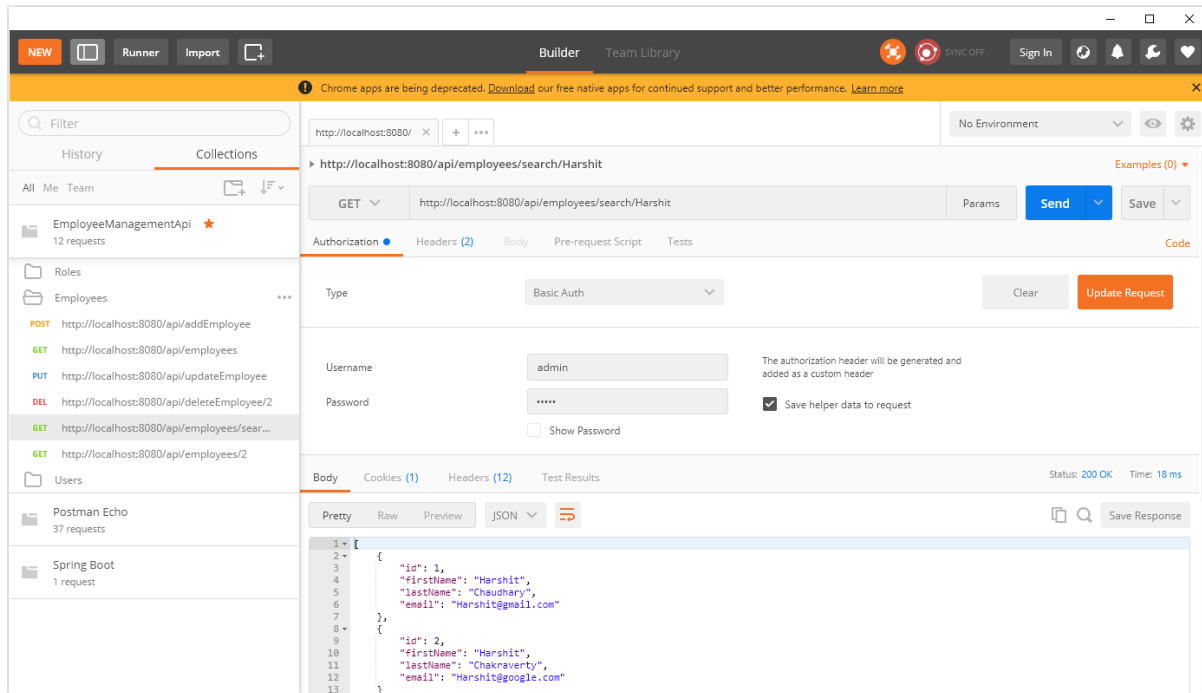 NEW Runner Import Builder Team Library SYNC OFF Sign In
Chrome apps are being deprecated. Download our free native apps for continued support and better performance. Learn more
Filter
History Collections
All Me Team
EmployeeManagementApi
12 requests
Roles
Employees
POST http://localhost:8080/api/addEmployee
GET http://localhost:8080/api/employees
PUT http://localhost:8080/api/updateEmployee
DEL http://localhost:8080/api/deleteEmployee/2
GET http://localhost:8080/api/employees/sear...
GET http://localhost:8080/api/employees/2
Users
Postman Echo
37 requests
Spring Boot
1 request
http://localhost:8080/
No Environment
http://localhost:8080/api/employees/search/Harshit Examples (0)
GET http://localhost:8080/api/employees/search/Harshit Params Send Save
Authorization Headers (2) Body Pre-request Script Tests Code
Type Basic Auth Clear Update Request
Username admin
The authorization header will be generated and
added as a custom header
Password •••••
Save helper data to request
Show Password
Body Cookies (1) Headers (12) Test Results Status: 200 OK Time: 18 ms
Pretty Raw Preview JSON Save Response
1 [
2 {
3 "id": 1,
4 "firstName": "Harshit",
5 "lastName": "Chaudhary",
6 "email": "Harshit@gmail.com"
7 },
8 {
9 "id": 2,
10 "firstName": "Harshit",
11 "lastName": "Chakraverty",
12 "email": "Harshit@google.com"
13 }